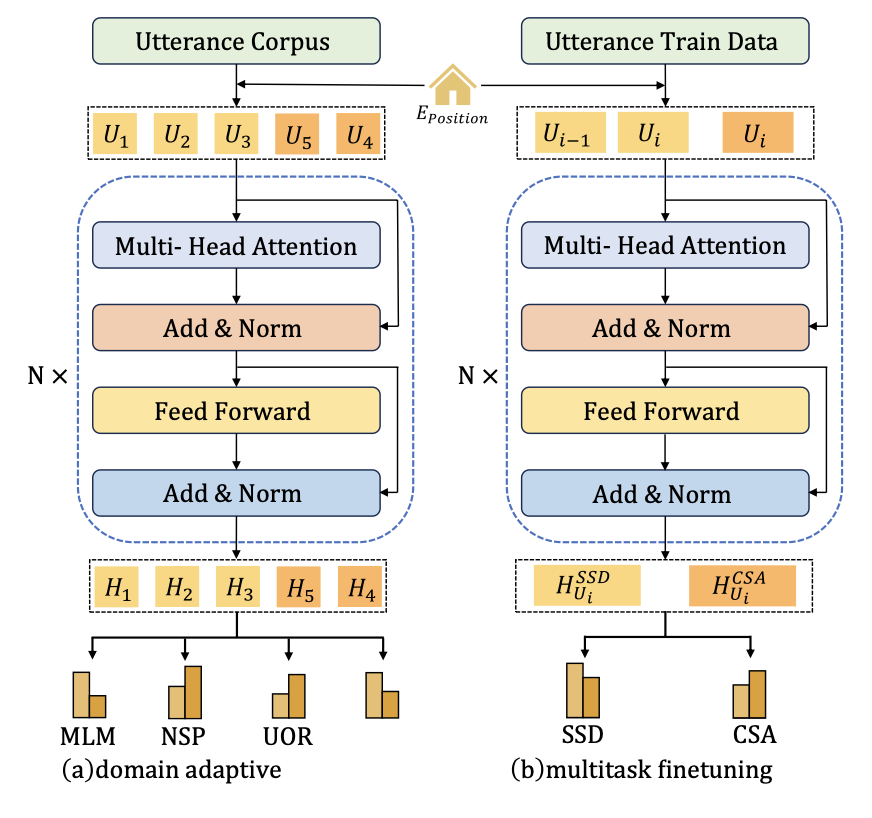 Utterance Corpus
Utterance Train Data
E_Position
U_1 U_2 U_3 U_5 U_4
U_{i-1} U_i U_i
Multi- Head Attention
Multi- Head Attention
Add & Norm
Add & Norm
N ×
N ×
Feed Forward
Feed Forward
Add & Norm
Add & Norm
H_1 H_2 H_3 H_5 H_4
H_{U_i}^{SSD} H_{U_i}^{CSA}
MLM NSP UOR
SSD CSA
(a)domain adaptive
(b)multitask finetuning